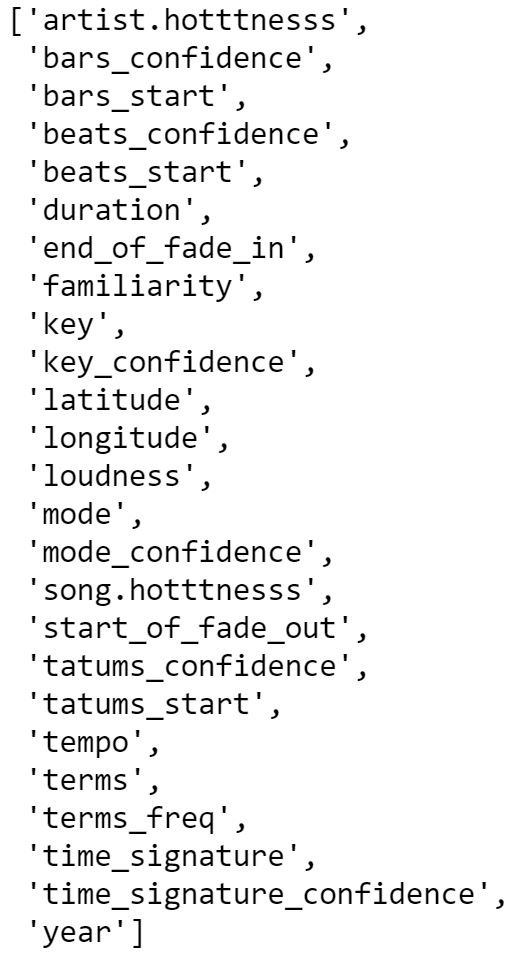 ['artist.hotttnesss',
'bars_confidence',
'bars_start',
'beats_confidence',
'beats_start',
'duration',
'end_of_fade_in',
'familiarity',
'key',
'key_confidence',
'latitude',
'longitude',
'loudness',
'mode',
'mode_confidence',
'song.hotttnesss',
'start_of_fade_out',
'tatums_confidence',
'tatums_start',
'tempo',
'terms',
'terms_freq',
'time_signature',
'time_signature_confidence',
'year']